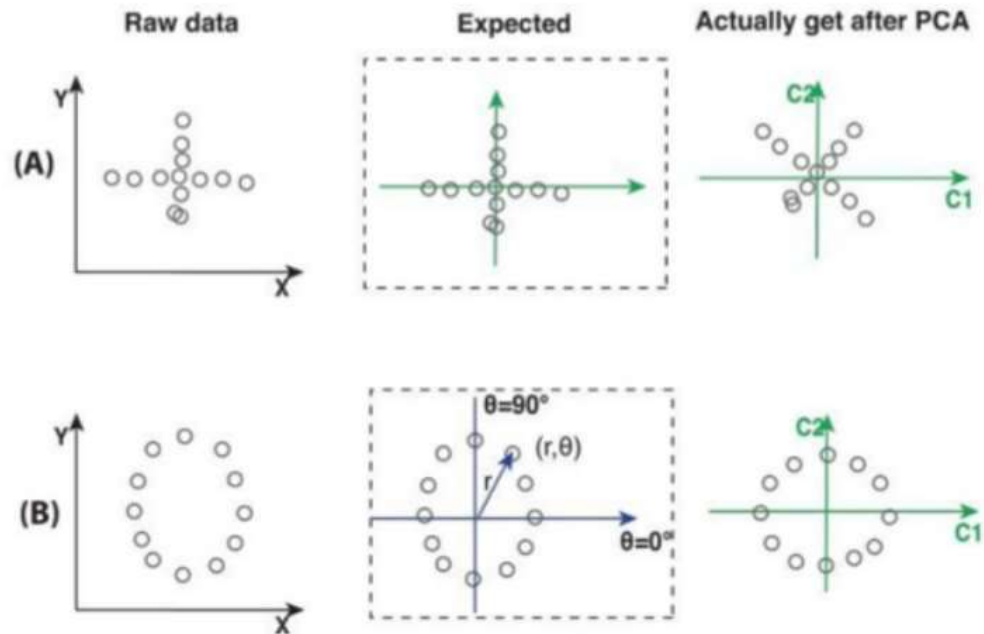 Raw data
Expected
Actually get after PCA
(A)
Y
X
C2
C1
(B)
Y
X
θ=90°
(r,θ)
r
θ=0°
C2
C1